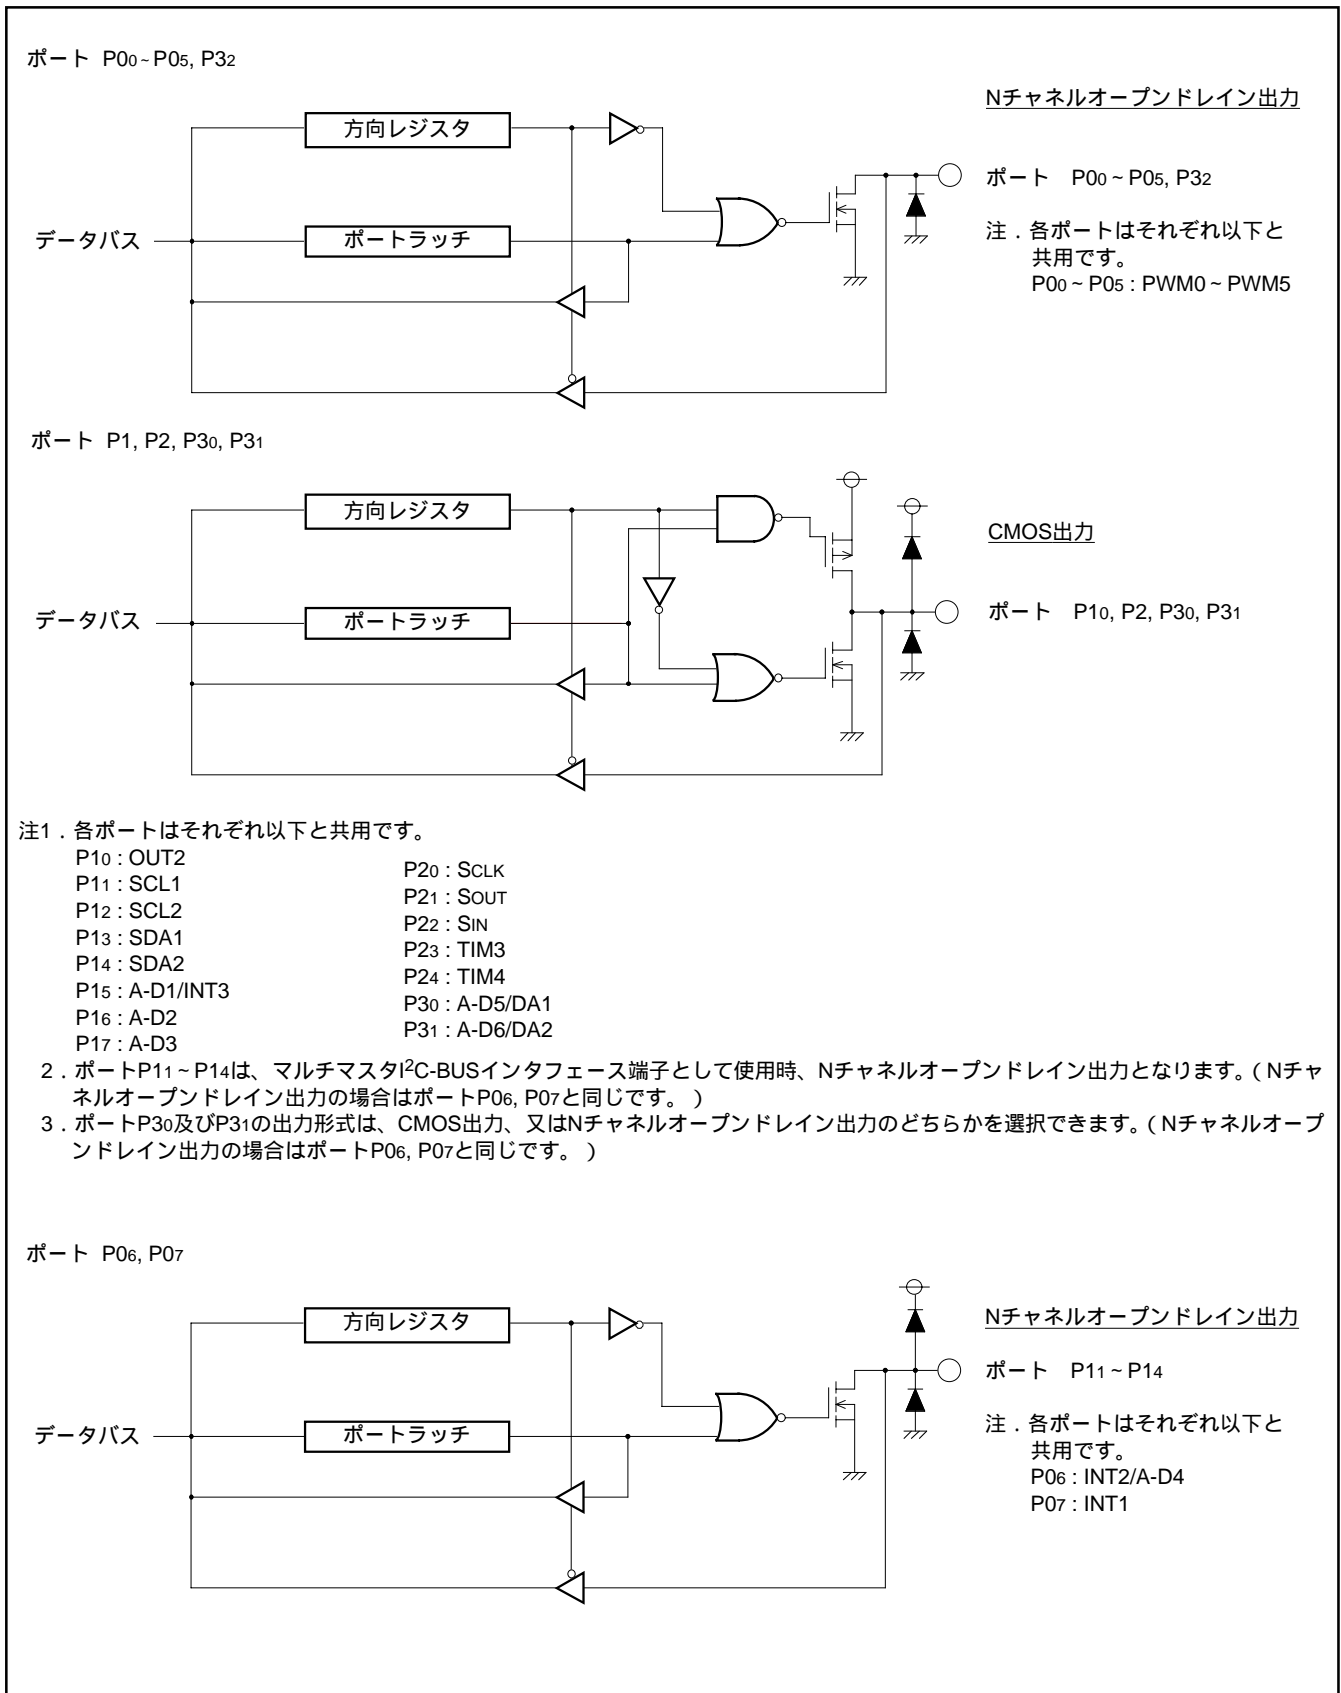 ポート P00~P05, P32
Nチャネルオープンドレイン出力
方向レジスタ
ポート P00~P05, P32
データバス
ポートラッチ
注.各ポートはそれぞれ以下と
共用です。
P00~P05 : PWM0~PWM5
ポート P1, P2, P30, P31
方向レジスタ
CMOS出力
データバス
ポートラッチ
ポート P10, P2, P30, P31
注1.各ポートはそれぞれ以下と共用です。
P10 : OUT2
P11 : SCL1
P12 : SCL2
P13 : SDA1
P14 : SDA2
P15 : A-D1/INT3
P16 : A-D2
P17 : A-D3
P20 : SCLK
P21 : SOUT
P22 : SIN
P23 : TIM3
P24 : TIM4
P30 : A-D5/DA1
P31 : A-D6/DA2
2.ポートP11~P14は、マルチマスタI2C-BUSインタフェース端子として使用時、Nチャネルオープンドレイン出力となります。(Nチャ
ネルオープンドレイン出力の場合はポートP06, P07と同じです。)
3.ポートP30及びP31の出力形式は、CMOS出力、又はNチャネルオープンドレイン出力のどちらかを選択できます。(Nチャネルオープ
ンドレイン出力の場合はポートP06, P07と同じです。)
ポート P06, P07
方向レジスタ
Nチャネルオープンドレイン出力
ポート P11~P14
データバス
ポートラッチ
注.各ポートはそれぞれ以下と
共用です。
P06 : INT2/A-D4
P07 : INT1